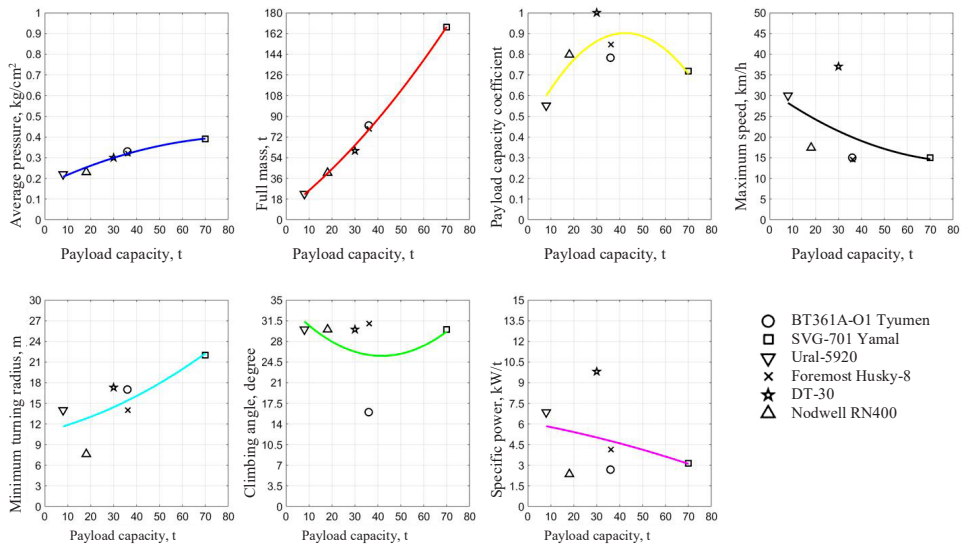 Average pressure, kg/cm²
1
0.9
0.8
0.7
0.6
0.5
0.4
0.3
0.2
0.1
0
0 10 20 30 40 50 60 70 80
Payload capacity, t
Full mass, t
180
162
144
126
108
90
72
54
36
18
0
0 10 20 30 40 50 60 70 80
Payload capacity, t
Payload capacity coefficient
1
0.9
0.8
0.7
0.6
0.5
0.4
0.3
0.2
0.1
0
0 10 20 30 40 50 60 70 80
Payload capacity, t
Maxumum speed, km/h
50
45
40
35
30
25
20
15
10
5
0
0 10 20 30 40 50 60 70 80
Payload capacity, t
Minimum turning radius, m
30
27
24
21
18
15
12
9
6
3
0
0 10 20 30 40 50 60 70 80
Payload capacity, t
Climbing angle, degree
35
31.5
28
24.5
21
17.5
14
10.5
7
3.5
0
0 10 20 30 40 50 60 70 80
Payload capacity, t
Specific power, kW/t
15
13.5
12
10.5
9
7.5
6
4.5
3
1.5
0
0 10 20 30 40 50 60 70 80
Payload capacity, t
BT361A-O1 Tyumen
SVG-701 Yamal
Ural-5920
Foremost Husky-8
DT-30
Nodwell RN400